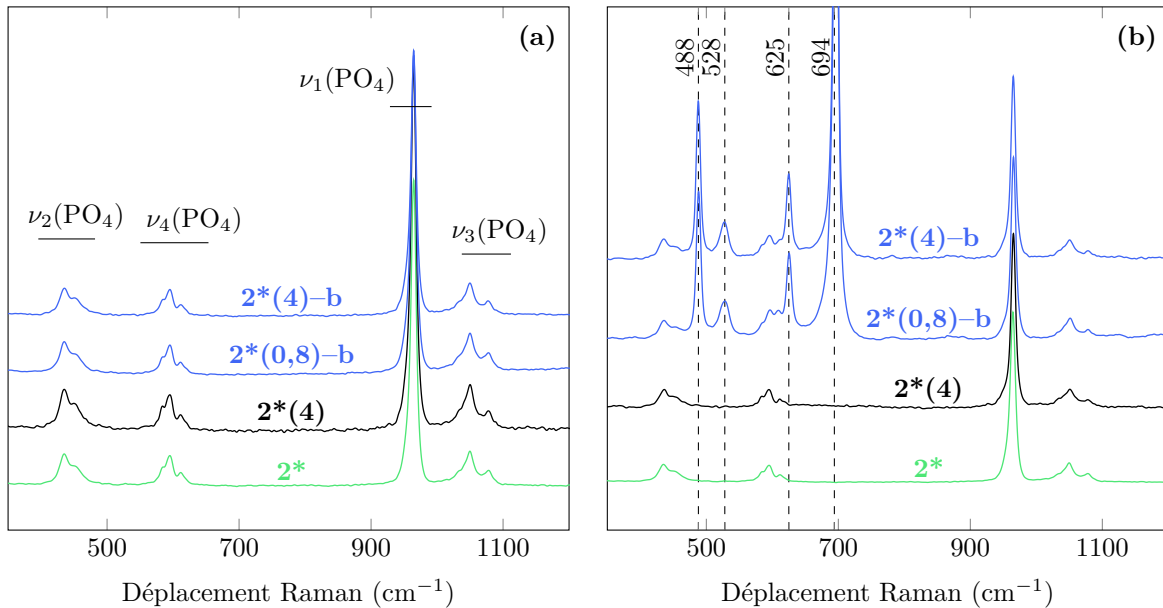 (a)
ν₁(PO₄)
ν₂(PO₄) ν₄(PO₄)
ν₃(PO₄)
2*(4)–b
2*(0,8)–b
2*(4)
2*
500 700 900 1100
Déplacement Raman (cm⁻¹)
(b)
488 528 625 694
2*(4)–b
2*(0,8)–b
2*(4)
2*
500 700 900 1100
Déplacement Raman (cm⁻¹)